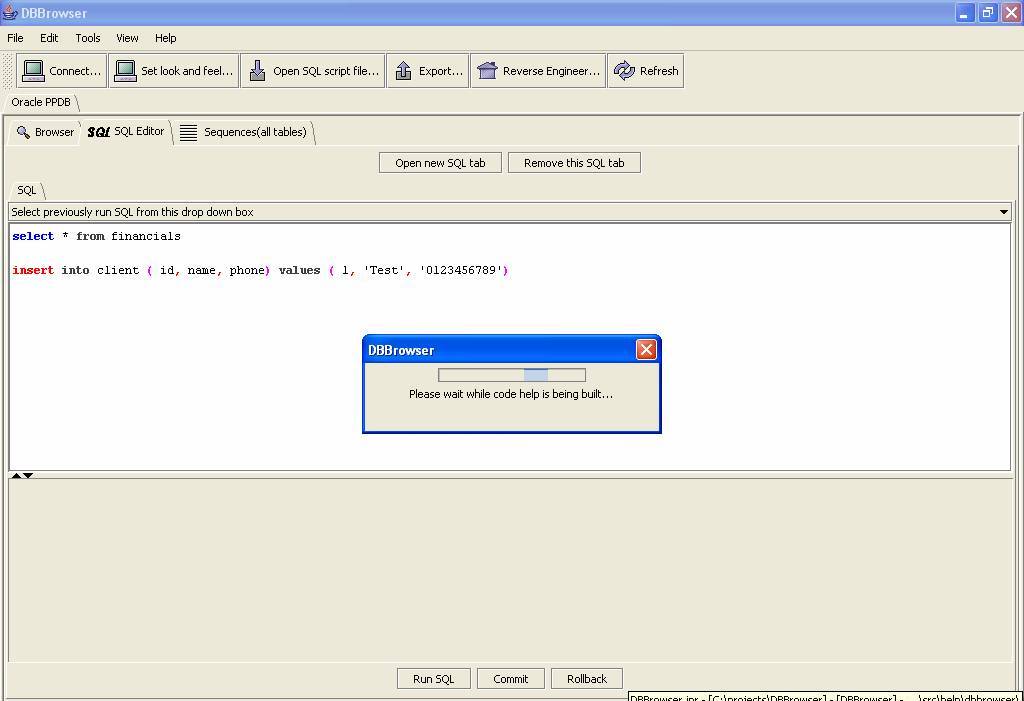 DBBrowser
File Edit Tools View Help
Connect... Set look and feel... Open SQL script file... Export... Reverse Engineer... Refresh
Oracle PPDB
Browser SQL SQL Editor Sequences(all tables)
Open new SQL tab Remove this SQL tab
SQL
Select previously run SQL from this drop down box
select * from financials
insert into client ( id, name, phone) values ( 1, 'Test', '0123456789')
DBBrowser
Please wait while code help is being built...
Run SQL Commit Rollback
DBBrowser.ipr - [C:\projects\DBBrowser] - [DBBrowser] - ...\src\help\dbbrowser\